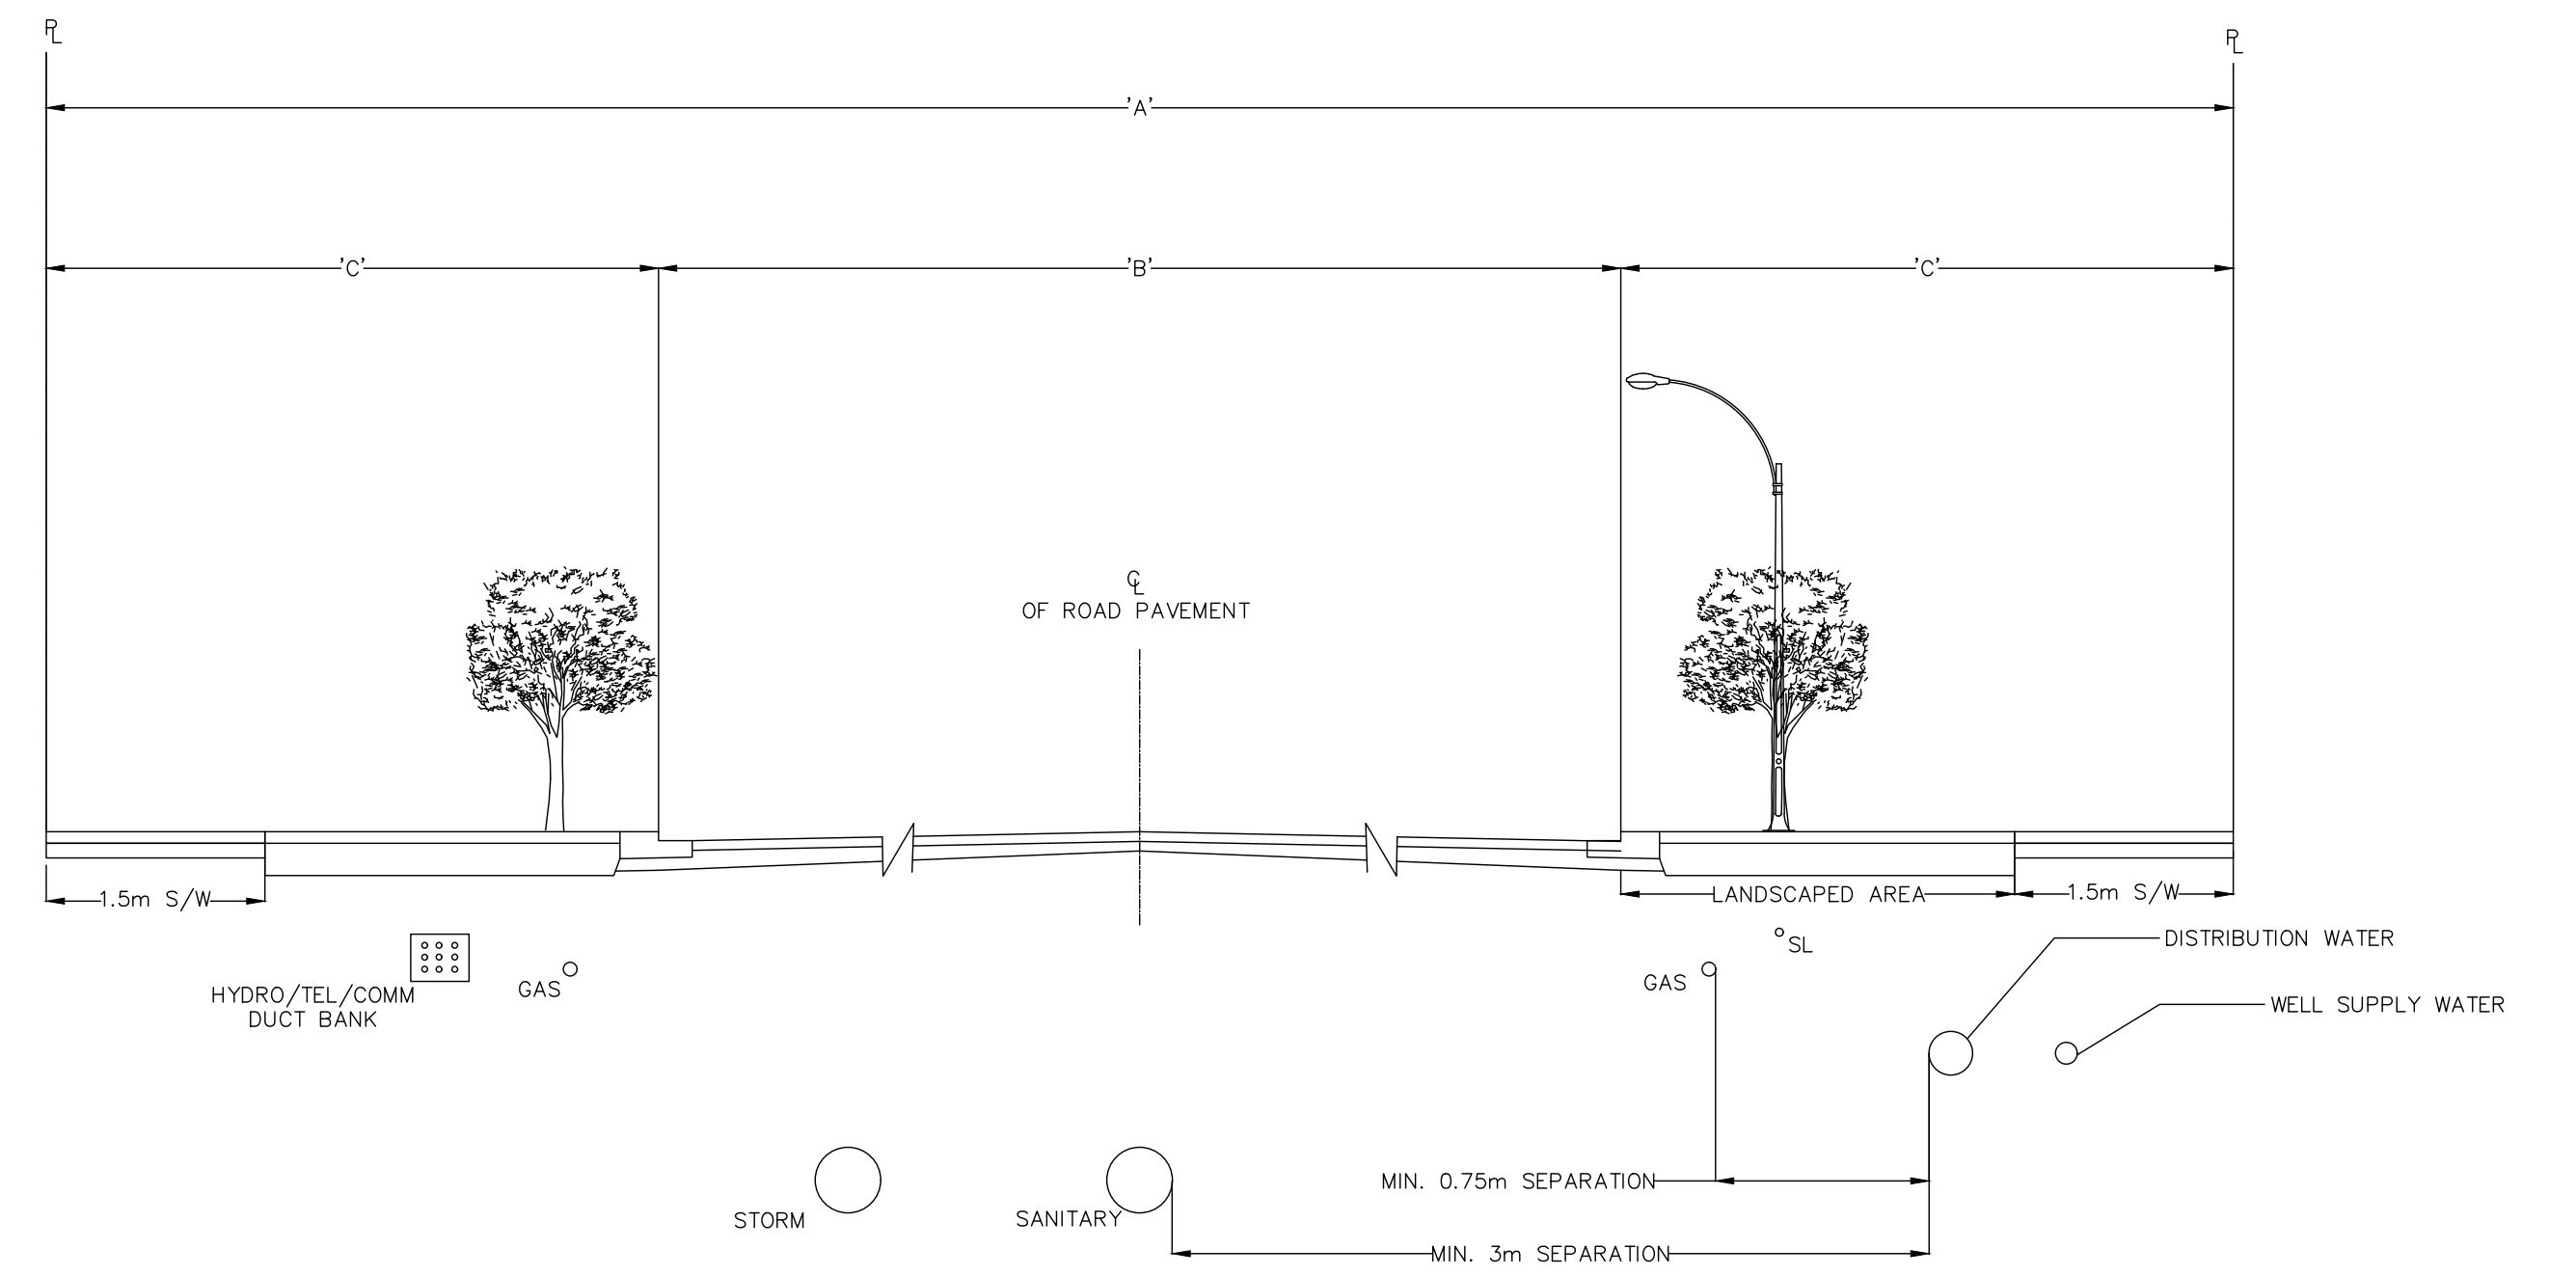 PL
PL
'A'
'C'
'B'
'C'
CL
OF ROAD PAVEMENT
1.5m S/W
LANDSCAPED AREA
1.5m S/W
SL
DISTRIBUTION WATER
GAS
GAS
HYDRO/TEL/COMM
DUCT BANK
WELL SUPPLY WATER
MIN. 0.75m SEPARATION
STORM
SANITARY
MIN. 3m SEPARATION